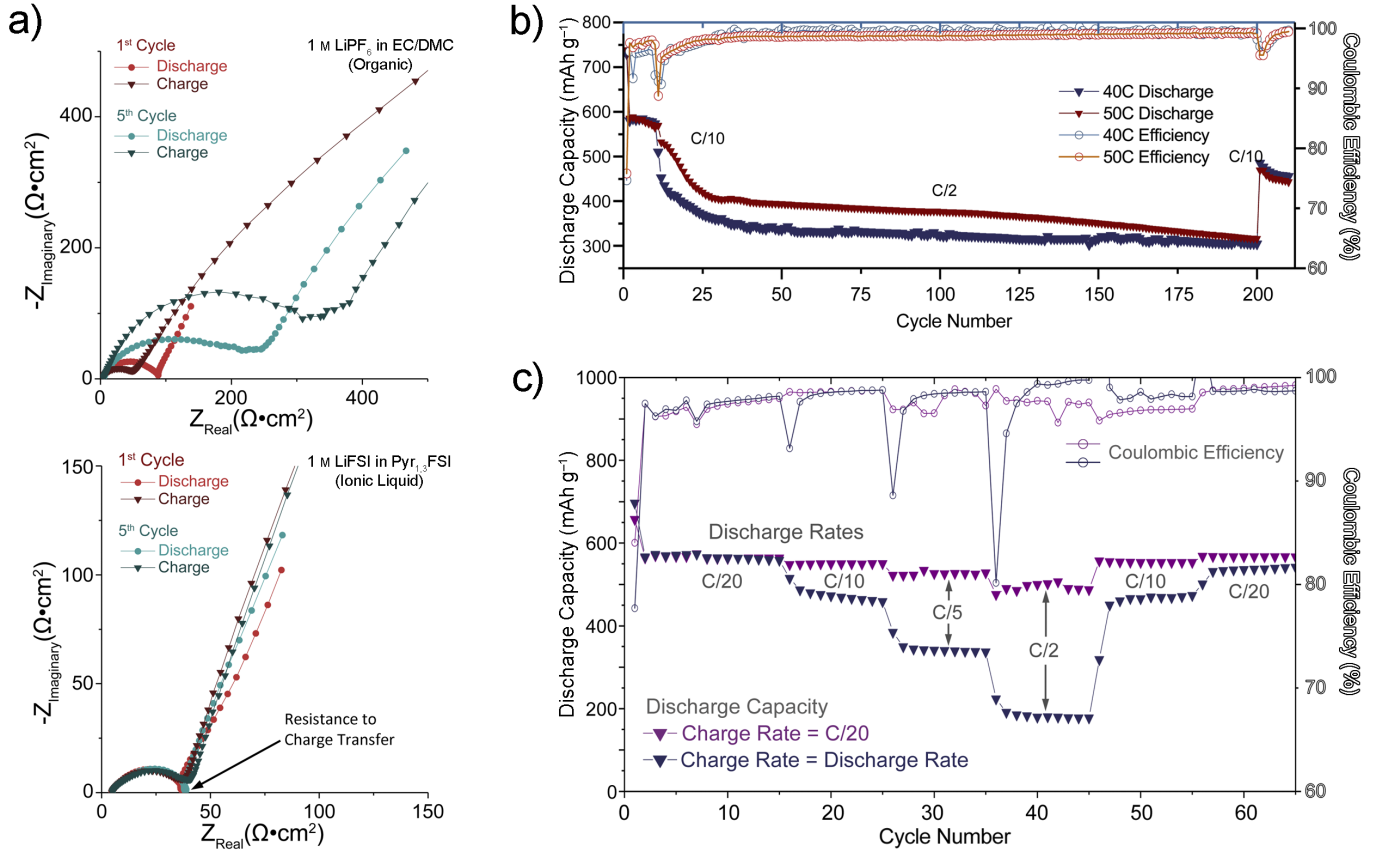 a)
1st Cycle
Discharge
Charge
5th Cycle
Discharge
Charge
1 M LiPF6 in EC/DMC
(Organic)
-ZImaginary(Ω•cm2)
400
200
0
0 200 400
ZReal(Ω•cm2)
1st Cycle
Discharge
Charge
5th Cycle
Discharge
Charge
1 M LiFSI in Pyr1,3FSI
(Ionic Liquid)
Resistance to
Charge Transfer
-ZImaginary(Ω•cm2)
150
100
50
0
0 50 100 150
ZReal(Ω•cm2)
b)
Discharge Capacity (mAh g–1)
800
700
600
500
400
300
100
90
80
70
60
Coulombic Efficiency (%)
40C Discharge
50C Discharge
40C Efficiency
50C Efficiency
C/10
C/2
C/10
0 25 50 75 100 125 150 175 200
Cycle Number
c)
Discharge Capacity (mAh g–1)
1000
800
600
400
200
0
100
90
80
70
60
Coulombic Efficiency (%)
Coulombic Efficiency
Discharge Rates
C/20
C/10
C/5
C/2
C/10
C/20
Discharge Capacity
Charge Rate = C/20
Charge Rate = Discharge Rate
0 10 20 30 40 50 60
Cycle Number